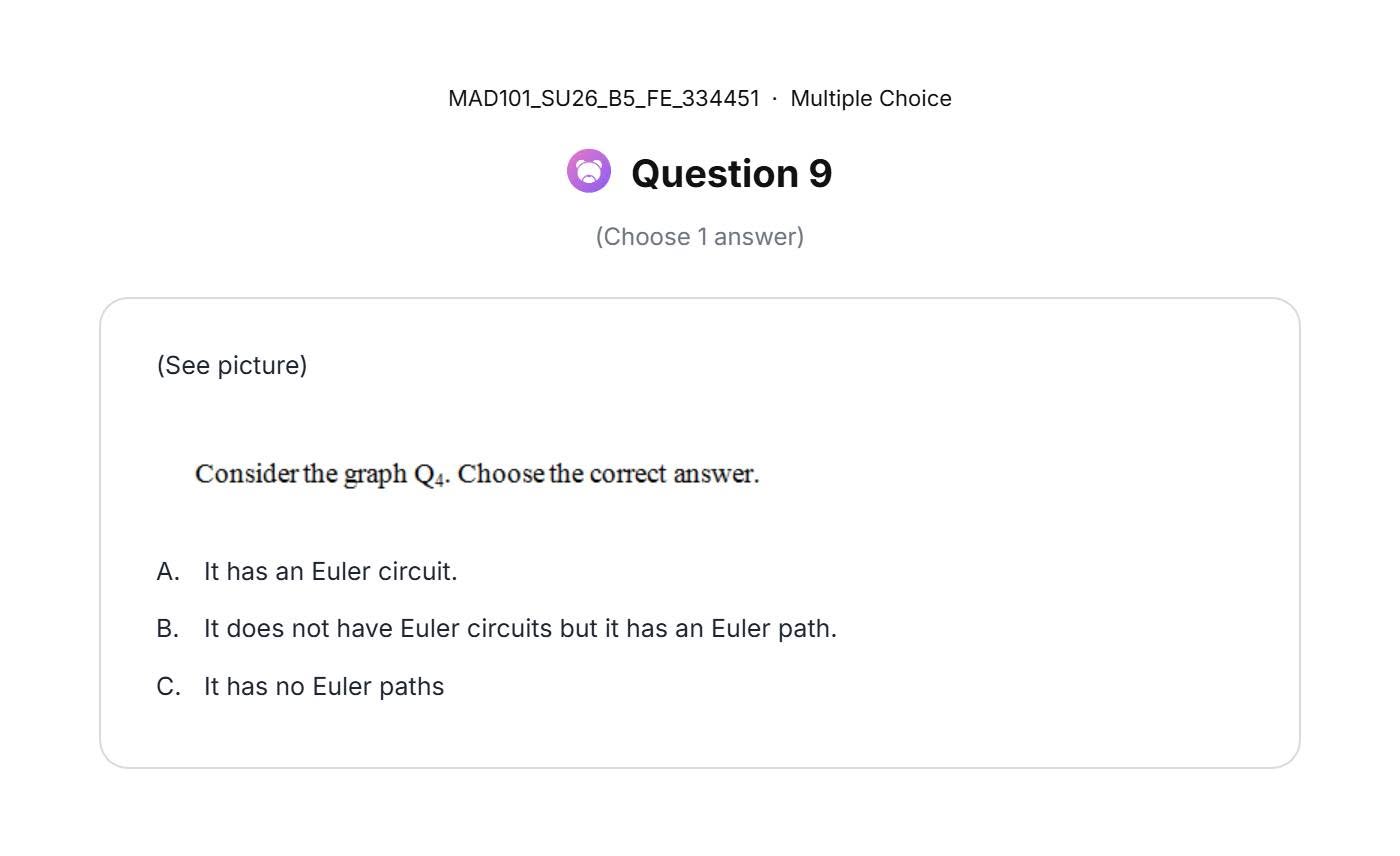 MAD101_SU26_B5_FE_334451 · Multiple Choice
Question 9
(Choose 1 answer)
(See picture)
Consider the graph Q₄. Choose the correct answer.
A. It has an Euler circuit.
B. It does not have Euler circuits but it has an Euler path.
C. It has no Euler paths